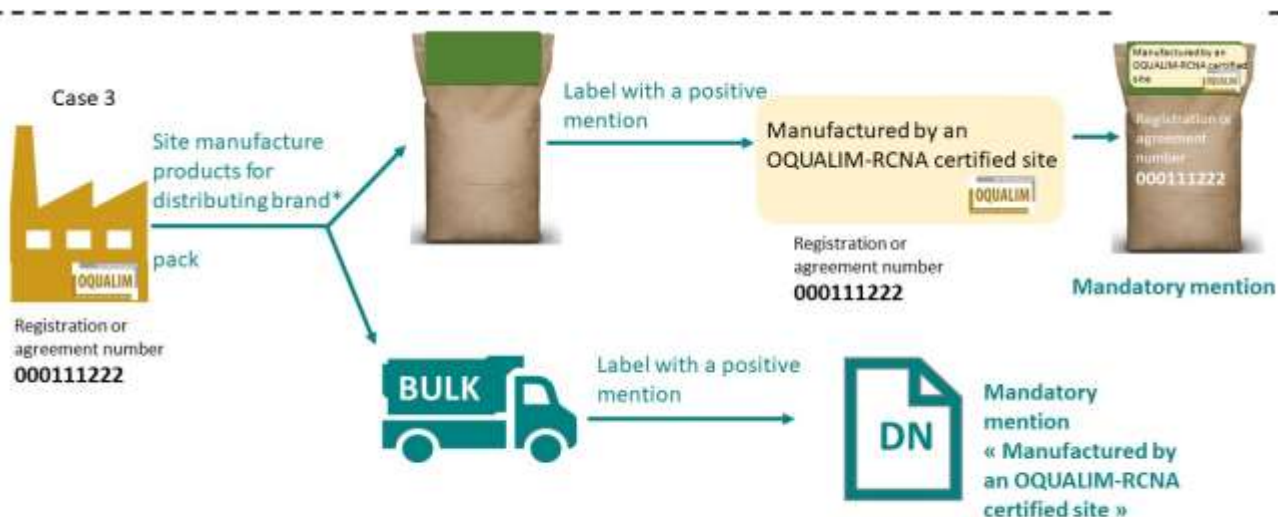 Case 3
OQUALIM
Registration or
agreement number
000111222
Site manufacture
products for
distributing brand*
pack
Label with a positive
mention
Manufactured by an
OQUALIM-RCNA certified site
OQUALIM
Registration or
agreement number
000111222
Manufactured by an
OQUALIM-RCNA certified
site
OQUALIM
Registration or
agreement
number
000111222
Mandatory mention
BULK
Label with a positive
mention
DN
Mandatory
mention
« Manufactured by
an OQUALIM-RCNA
certified site »